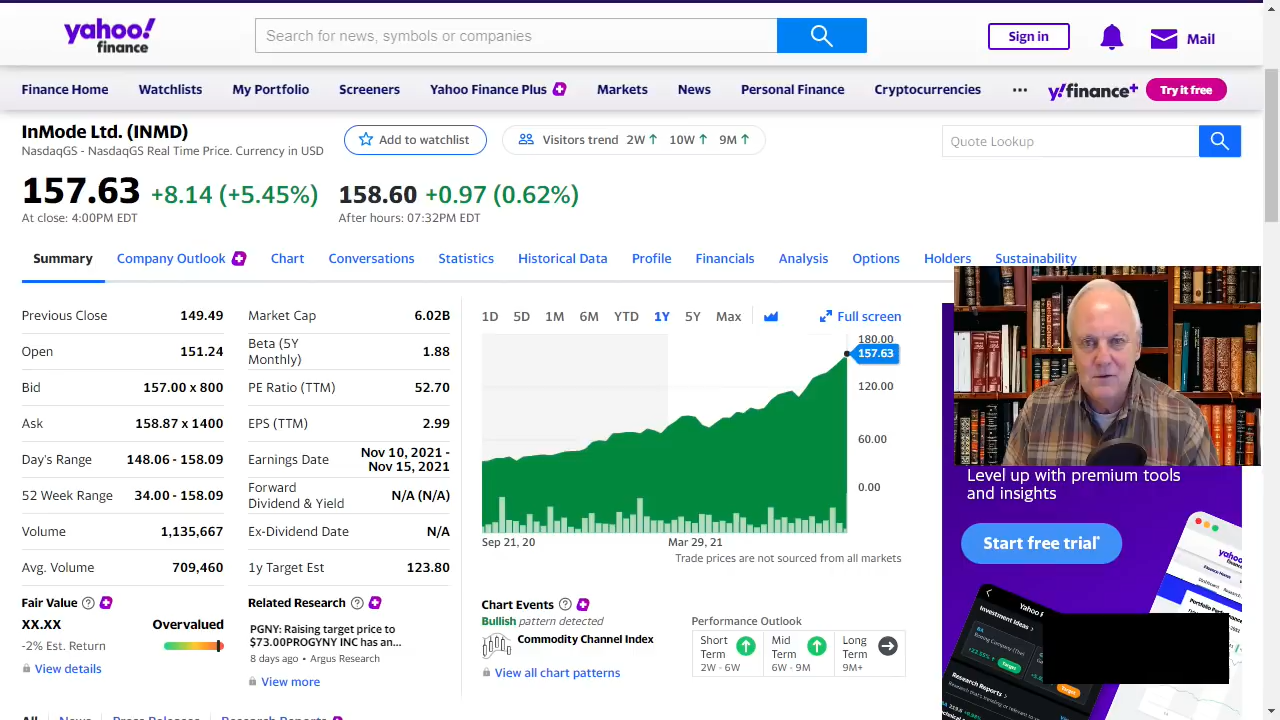 yahoo!
finance
Search for news, symbols or companies
Sign in
Mail
Finance Home
Watchlists
My Portfolio
Screeners
Yahoo Finance Plus
Markets
News
Personal Finance
Cryptocurrencies
...
y!finance+
Try it free
InMode Ltd. (INMD)
NasdaqGS - NasdaqGS Real Time Price. Currency in USD
Add to watchlist
Visitors trend 2W↑ 10W↑ 9M↑
Quote Lookup
157.63 +8.14 (+5.45%)
At close: 4:00PM EDT
158.60 +0.97 (0.62%)
After hours: 07:32PM EDT
Summary
Company Outlook
Chart
Conversations
Statistics
Historical Data
Profile
Financials
Analysis
Options
Holders
Sustainability
Previous Close 149.49
Open 151.24
Bid 157.00 x 800
Ask 158.87 x 1400
Day's Range 148.06 - 158.09
52 Week Range 34.00 - 158.09
Volume 1,135,667
Avg. Volume 709,460
Market Cap 6.02B
Beta (5Y
Monthly) 1.88
PE Ratio (TTM) 52.70
EPS (TTM) 2.99
Earnings Date Nov 10, 2021 -
Nov 15, 2021
Forward
Dividend & Yield N/A (N/A)
Ex-Dividend Date N/A
1y Target Est 123.80
Fair Value
XX.XX Overvalued
-2% Est. Return
View details
Related Research
PGNY: Raising target price to
$73.00ROGYNY INC has an...
8 days ago • Argus Research
View more
1D 5D 1M 6M YTD 1Y 5Y Max
Full screen
180.00
157.63
120.00
60.00
0.00
Sep 21, 20
Mar 29, 21
Trade prices are not sourced from all markets
Chart Events
Bullish pattern detected
Commodity Channel Index
View all chart patterns
Performance Outlook
Short
Term
2W - 6W
Mid
Term
6W - 9M
Long
Term
9M+
Level up with premium tools
and insights
Start free trial*
Investment Ideas
Research Reports
Target
Target
All
News
Press Releases
Research Reports